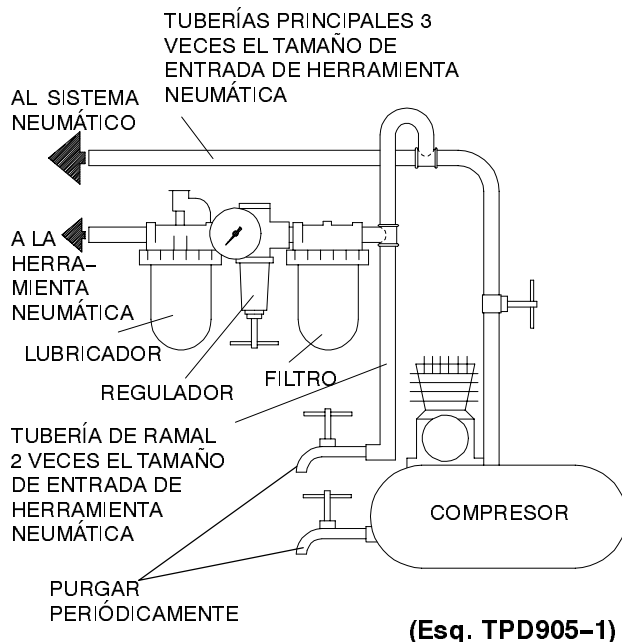 TUBERÍAS PRINCIPALES 3
VECES EL TAMAÑO DE
ENTRADA DE HERRAMIENTA
NEUMÁTICA
AL SISTEMA
NEUMÁTICO
A LA
HERRA–
MIENTA
NEUMÁTICA
LUBRICADOR
REGULADOR
FILTRO
TUBERÍA DE RAMAL
2 VECES EL TAMAÑO
DE ENTRADA DE
HERRAMIENTA
NEUMÁTICA
COMPRESOR
PURGAR
PERIÓDICAMENTE
(Esq. TPD905–1)